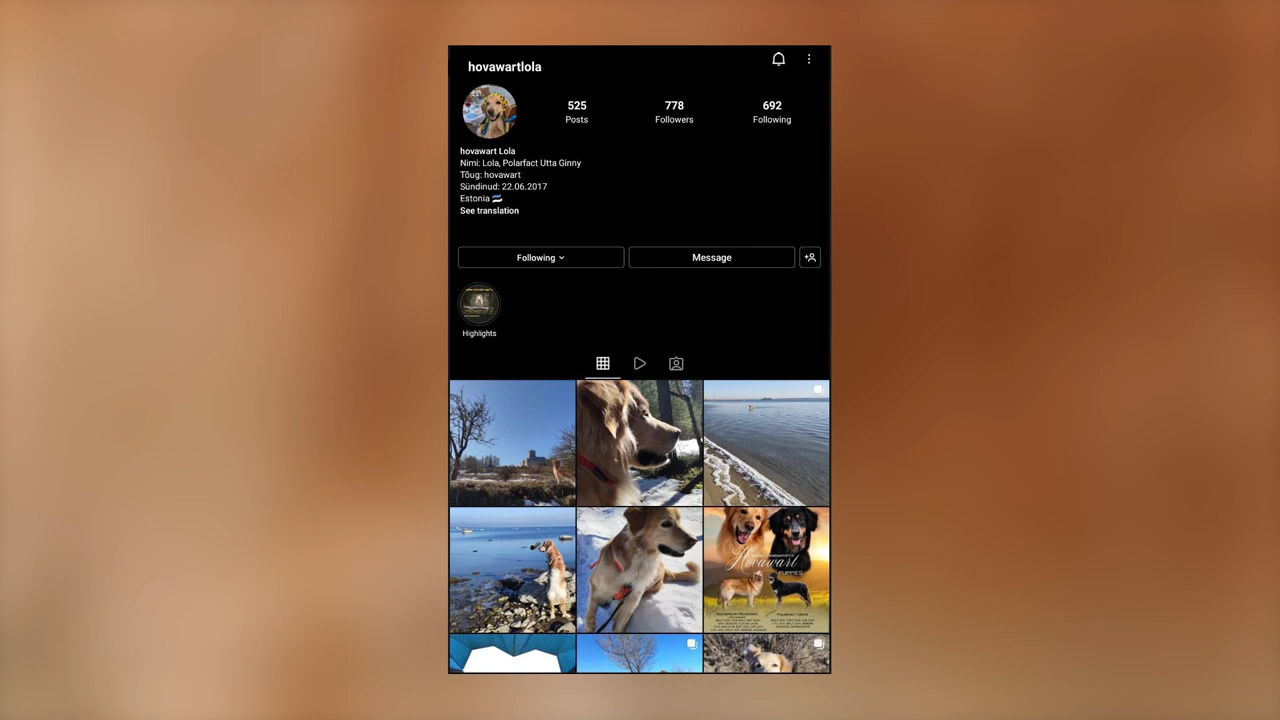 hovawartlola
525
Posts
778
Followers
692
Following
hovawart Lola
Nimi: Lola, Polarfact Utta Ginny
Tõug: hovawart
Sündinud: 22.06.2017
Estonia
See translation
Following
Message
Highlights
Hovawart
PUPPIES